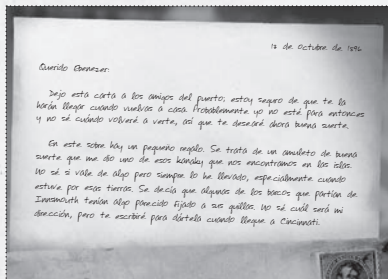 12 de octubre de 1896
Querido Ebenezer:
Dejo esta carta a los amigos del puerto; estoy seguro de que te la
harán llegar cuando vuelvas a casa. Probablemente yo no esté para entonces
y no sé cuándo volveré a verte, así que te desearé ahora buena suerte.
En este sobre hay un pequeño regalo. Se trata de un amuleto de buena
suerte que me dio uno de esos kanaky que nos encontramos en las islas.
No sé si vale de algo pero siempre lo he llevado, especialmente cuando
estuve por esas tierras. Se decía que algunos de los barcos que partían de
Innsmouth tenían algo parecido fijado a sus quillas. No sé cuál será mi
dirección, pero te escribiré para dártela cuando llegue a Cincinnati.